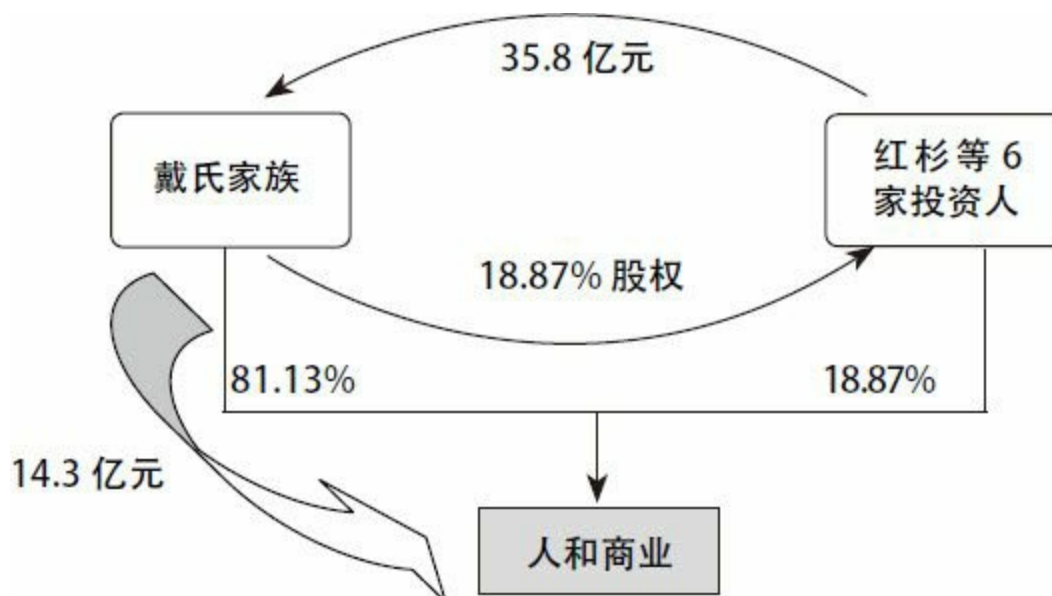 35.8 亿元
戴氏家族
红杉等 6
家投资人
18.87% 股权
81.13%
18.87%
14.3 亿元
人和商业